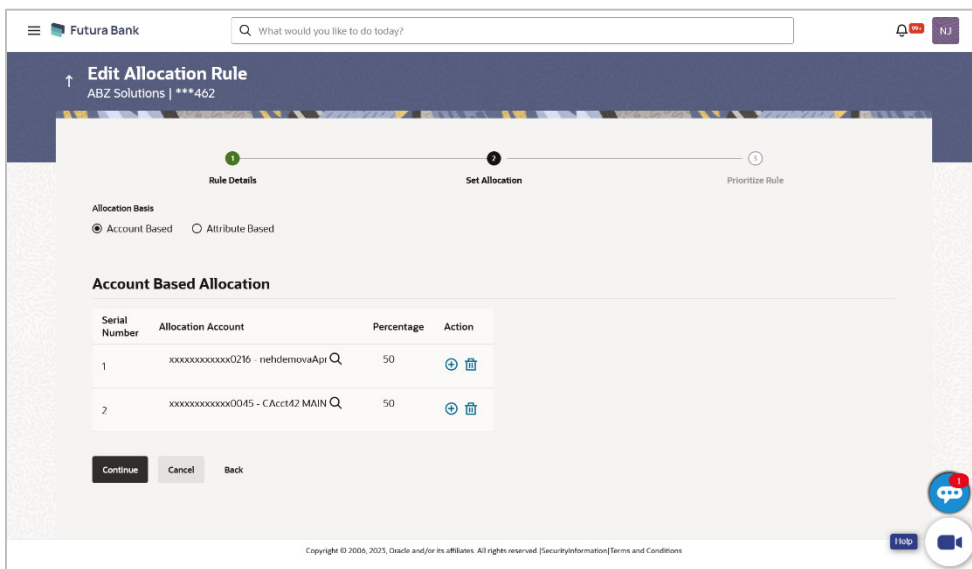 Futura Bank
What would you like to do today?
99+
NJ
Edit Allocation Rule
ABZ Solutions | ***462
1
2
3
Rule Details
Set Allocation
Prioritize Rule
Allocation Basis
Account Based
Attribute Based
Account Based Allocation
Serial Number
Allocation Account
Percentage
Action
1
xxxxxxxxxxxx0216 - nehdemovaApr
50
2
xxxxxxxxxxxx0045 - CAcct42 MAIN
50
Continue
Cancel
Back
1
Help
Copyright © 2006, 2023, Oracle and/or its affiliates. All rights reserved.|SecurityInformation|Terms and Conditions